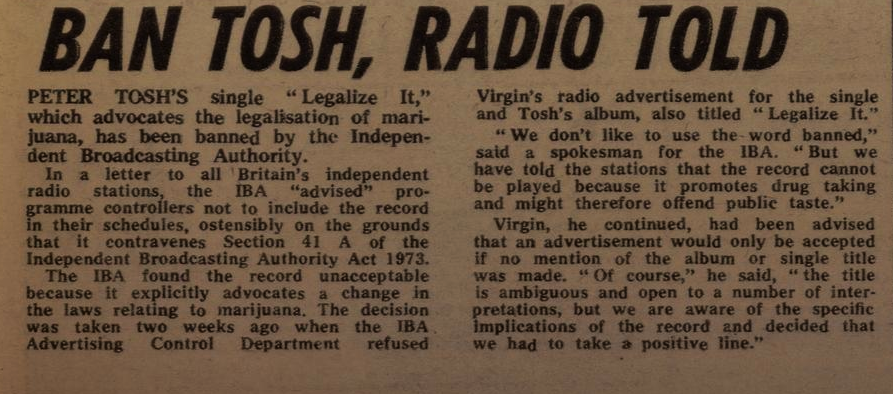 BAN TOSH, RADIO TOLD
PETER TOSH'S single "Legalize It,"
which advocates the legalisation of mari-
juana, has been banned by the Indepen-
dent Broadcasting Authority.
In a letter to all Britain's independent
radio stations, the IBA "advised" pro-
gramme controllers not to include the record
in their schedules, ostensibly on the grounds
that it contravenes Section 41 A of the
Independent Broadcasting Authority Act 1973.
The IBA found the record unacceptable
because it explicitly advocates a change in
the laws relating to marijuana. The decision
was taken two weeks ago when the IBA
Advertising Control Department refused
Virgin's radio advertisement for the single
and Tosh's album, also titled "Legalize It."
"We don't like to use the word banned,"
said a spokesman for the IBA. "But we
have told the stations that the record cannot
be played because it promotes drug taking
and might therefore offend public taste."
Virgin, he continued, had been advised
that an advertisement would only be accepted
if no mention of the album or single title
was made. "Of course," he said, "the title
is ambiguous and open to a number of inter-
pretations, but we are aware of the specific
implications of the record and decided that
we had to take a positive line."